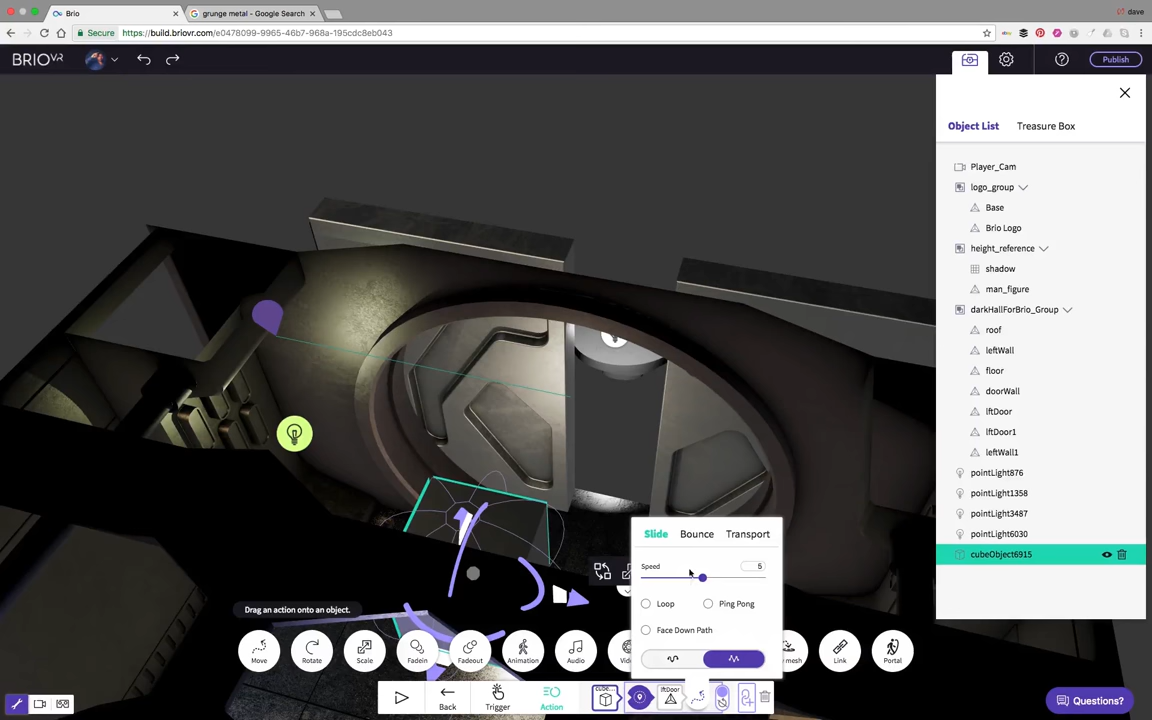 Brio
grunge metal - Google Search
dave
Secure
https://build.briovr.com/e0478099-9965-46b7-968a-195cdc8eb043
BRIOVR
Publish
Object List
Treasure Box
Player_Cam
logo_group
Base
Brio Logo
height_reference
shadow
man_figure
darkHallForBrio_Group
roof
leftWall
floor
doorWall
lftDoor
lftDoor1
leftWall1
pointLight876
pointLight1358
pointLight3487
pointLight6030
cubeObject6915
Slide
Bounce
Transport
Speed
5
Loop
Ping Pong
Face Down Path
Drag an action onto an object.
Move
Rotate
Scale
Fadein
Fadeout
Animation
Audio
Link
Portal
Back
Trigger
Action
cube...
lftDoor
Questions?